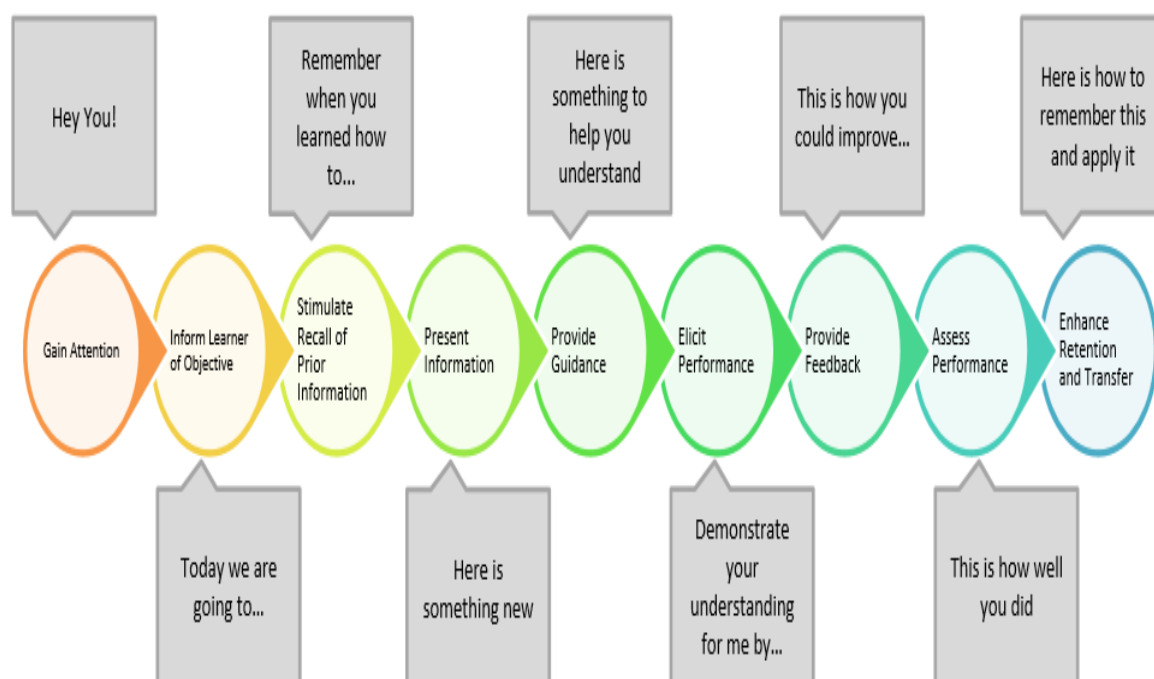 Hey You!
Remember
when you
learned how
to...
Here is
something to
help you
understand
This is how you
could improve...
Here is how to
remember this
and apply it
Gain Attention
Inform Learner
of Objective
Stimulate
Recall of
Prior
Information
Present
Information
Provide
Guidance
Elicit
Performance
Provide
Feedback
Assess
Performance
Enhance
Retention
and Transfer
Today we are
going to...
Here is
something new
Demonstrate
your
understanding
for me by...
This is how well
you did